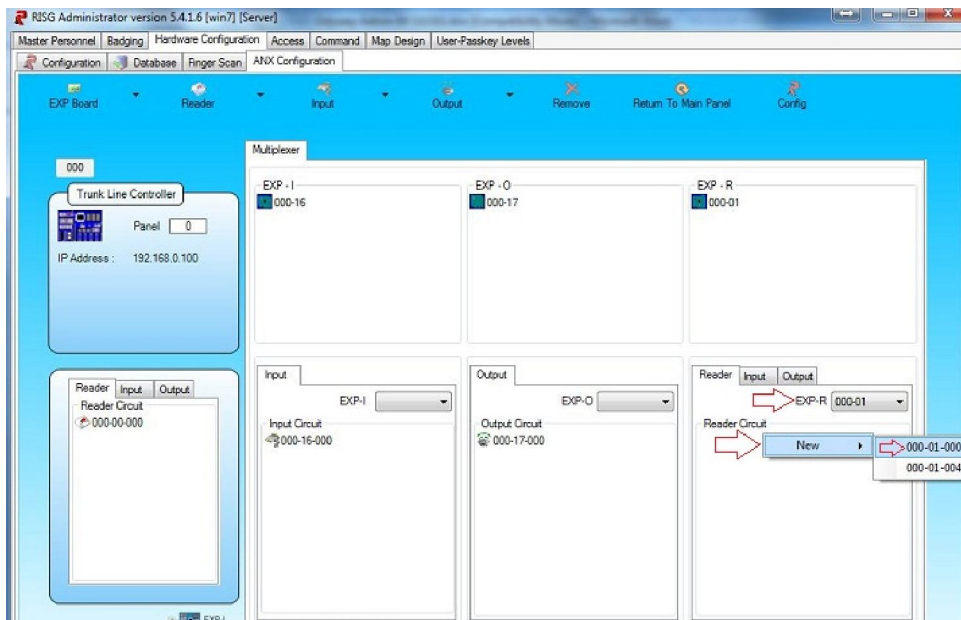 RISG Administrator version 5.4.1.6 [win7] [Server]
Master Personnel Badging Hardware Configuration Access Command Map Design User-Passkey Levels
Configuration Database Finger Scan ANX Configuration
EXP Board Reader Input Output Remove Return To Main Panel Config
Multiplexer
000
Trunk Line Controller
Panel 0
IP Address : 192.168.0.100
EXP - I
000-16
EXP - O
000-17
EXP - R
000-01
Reader Input Output
Reader Circuit
000-00-000
Input
EXP-I
Input Circuit
000-16-000
Output
EXP-O
Output Circuit
000-17-000
Reader Input Output
EXP-R 000-01
Reader Circuit
New
000-01-000
000-01-004
EXP-I